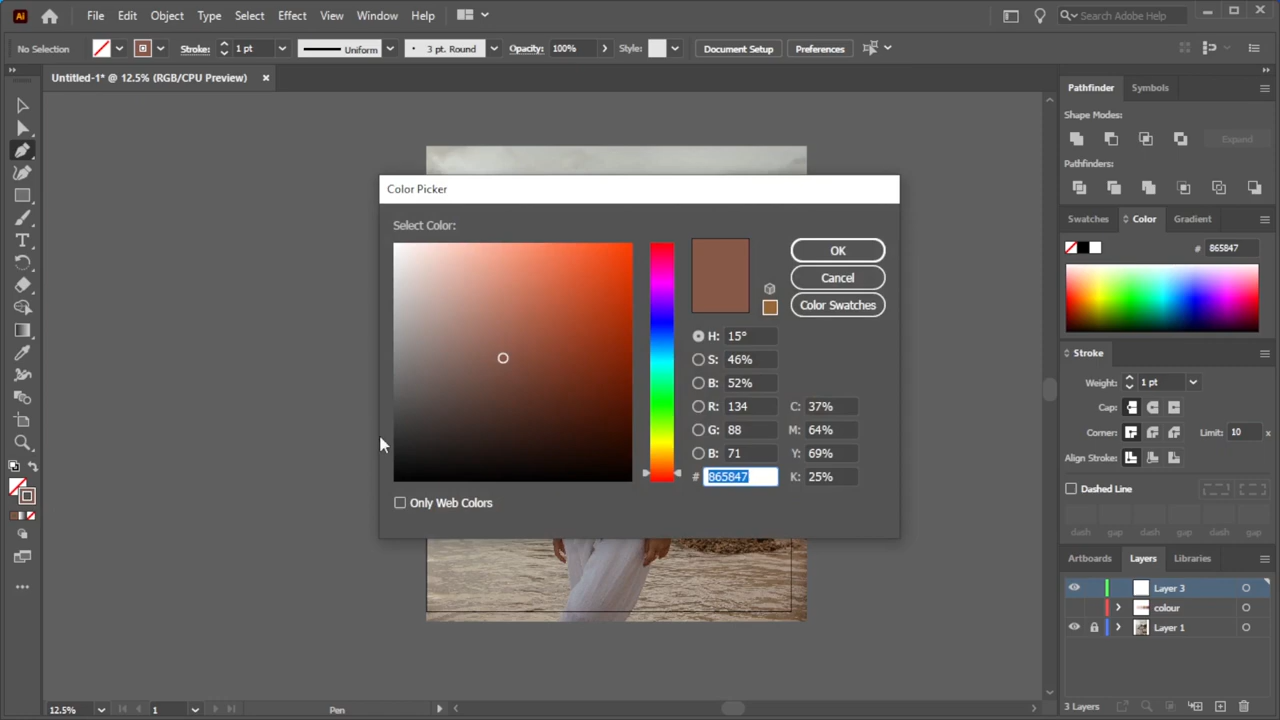 Ai File Edit Object Type Select Effect View Window Help Search Adobe Help
No Selection Stroke: 1 pt Uniform 3 pt. Round Opacity: 100% Style: Document Setup Preferences
Untitled-1* @ 12.5% (RGB/CPU Preview) ×
Pathfinder Symbols
Shape Modes:
Expand
Pathfinders:
Swatches Color Gradient
# 865847
Stroke
Weight: 1 pt
Cap:
Corner: Limit: 10 x
Align Stroke:
Dashed Line
dash gap dash gap dash gap
Artboards Layers Libraries
Layer 3
colour
Layer 1
3 Layers
Color Picker
Select Color:
OK
Cancel
Color Swatches
H: 15°
S: 46%
B: 52%
R: 134 C: 37%
G: 88 M: 64%
B: 71 Y: 69%
# 865847 K: 25%
Only Web Colors
12.5% 1 Pen